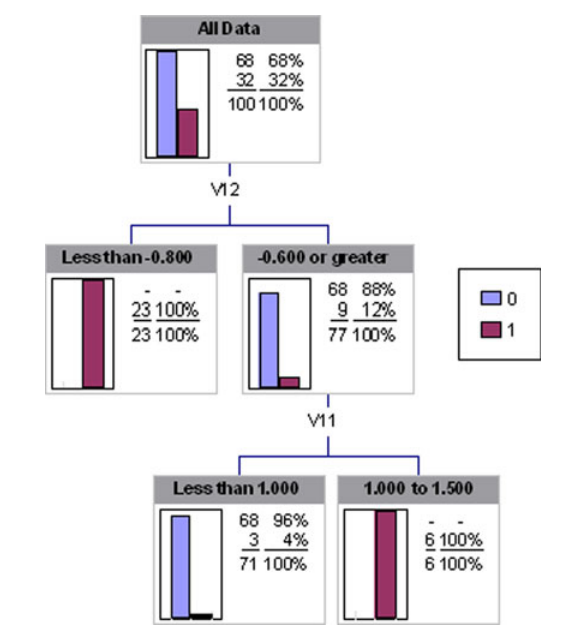 All Data
68 68%
32 32%
100 100%
V12
Less than -0.800
- -
23 100%
23 100%
-0.600 or greater
68 88%
9 12%
77 100%
0
1
V11
Less than 1.000
68 96%
3 4%
71 100%
1.000 to 1.500
- -
6 100%
6 100%